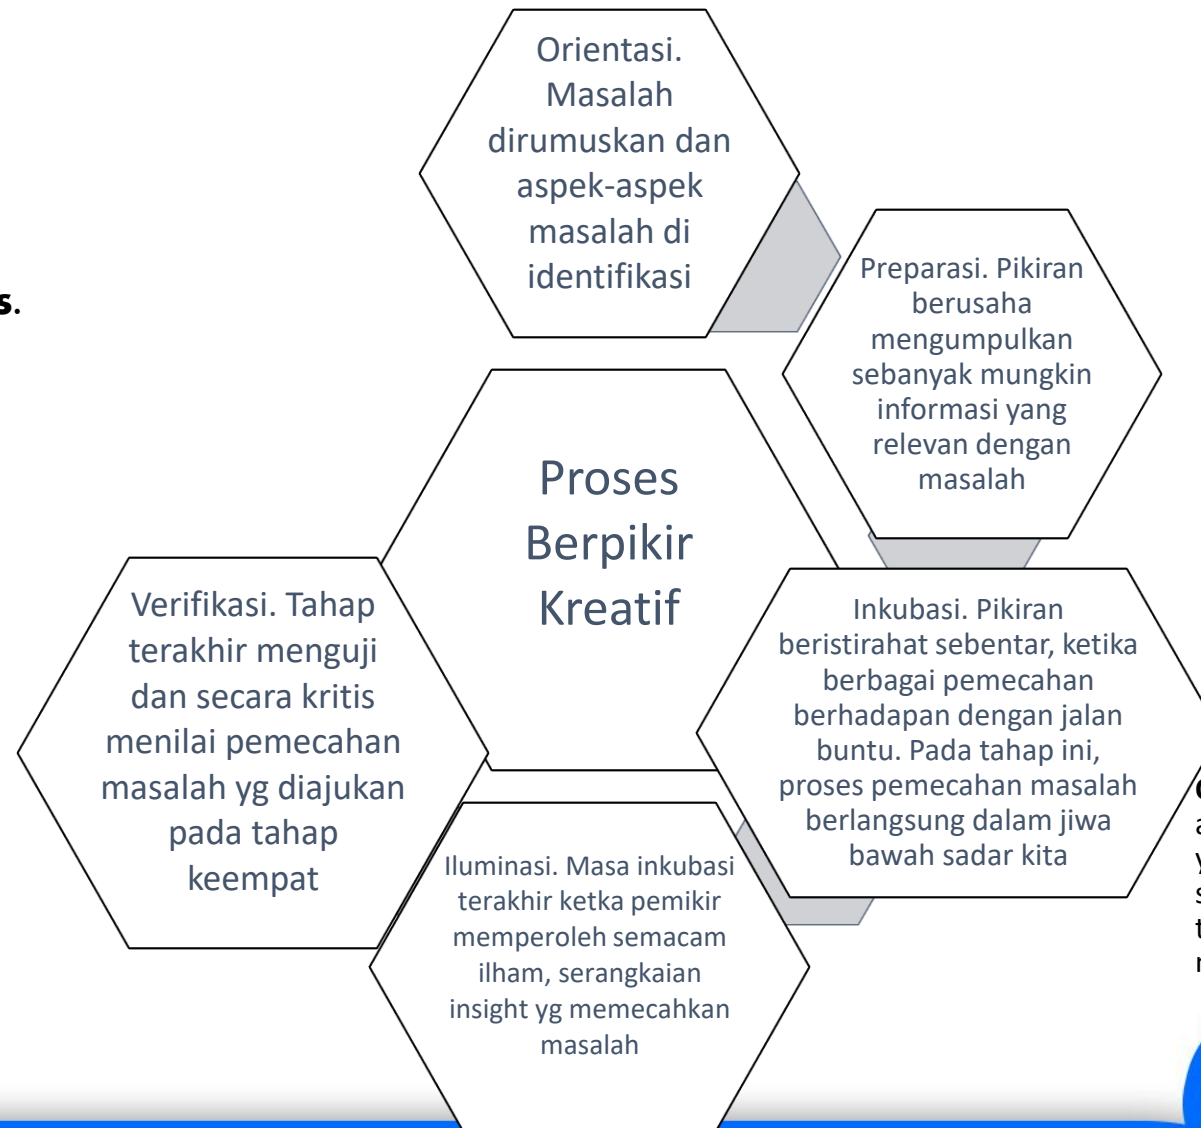 Orientasi.
Masalah
dirumuskan dan
aspek-aspek
masalah di
identifikasi
Preparasi. Pikiran
berusaha
mengumpulkan
sebanyak mungkin
informasi yang
relevan dengan
masalah
Proses
Berpikir
Kreatif
Inkubasi. Pikiran
beristirahat sebentar, ketika
berbagai pemecahan
berhadapan dengan jalan
buntu. Pada tahap ini,
proses pemecahan masalah
berlangsung dalam jiwa
bawah sadar kita
Iluminasi. Masa inkubasi
terakhir ketka pemikir
memperoleh semacam
ilham, serangkaian
insight yg memecahkan
masalah
Verifikasi. Tahap
terakhir menguji
dan secara kritis
menilai pemecahan
masalah yg diajukan
pada tahap
keempat